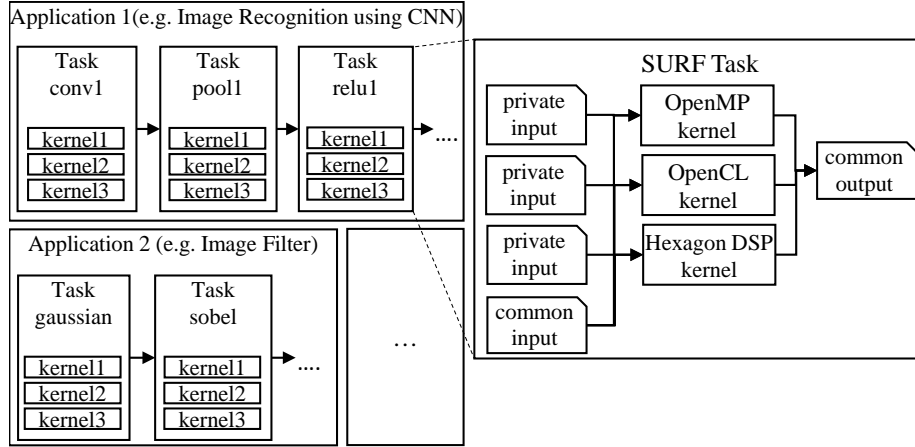 Application 1(e.g. Image Recognition using CNN)
Task
conv1
kernel1
kernel2
kernel3
Task
pool1
kernel1
kernel2
kernel3
Task
relu1
kernel1
kernel2
kernel3
....
Application 2 (e.g. Image Filter)
Task
gaussian
kernel1
kernel2
kernel3
Task
sobel
kernel1
kernel2
kernel3
....
...
SURF Task
private
input
private
input
private
input
common
input
OpenMP
kernel
OpenCL
kernel
Hexagon DSP
kernel
common
output